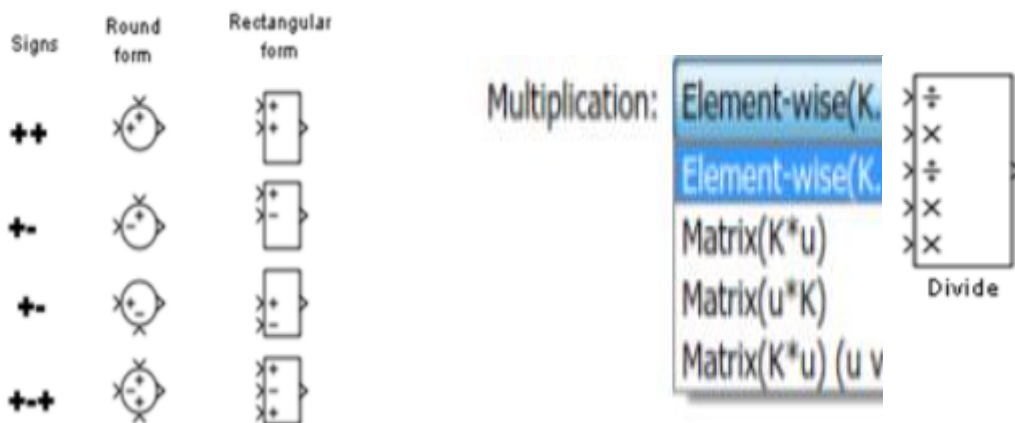 Signs
Round
form
Rectangular
form
++
+ +
+
+
+-
+ -
+
-
+-
+ -
+
-
+-+
+ - +
+
-
+
Multiplication:
Element-wise(K.
Element-wise(K.
Matrix(K*u)
Matrix(u*K)
Matrix(K*u) (u v
÷
×
÷
×
×
Divide